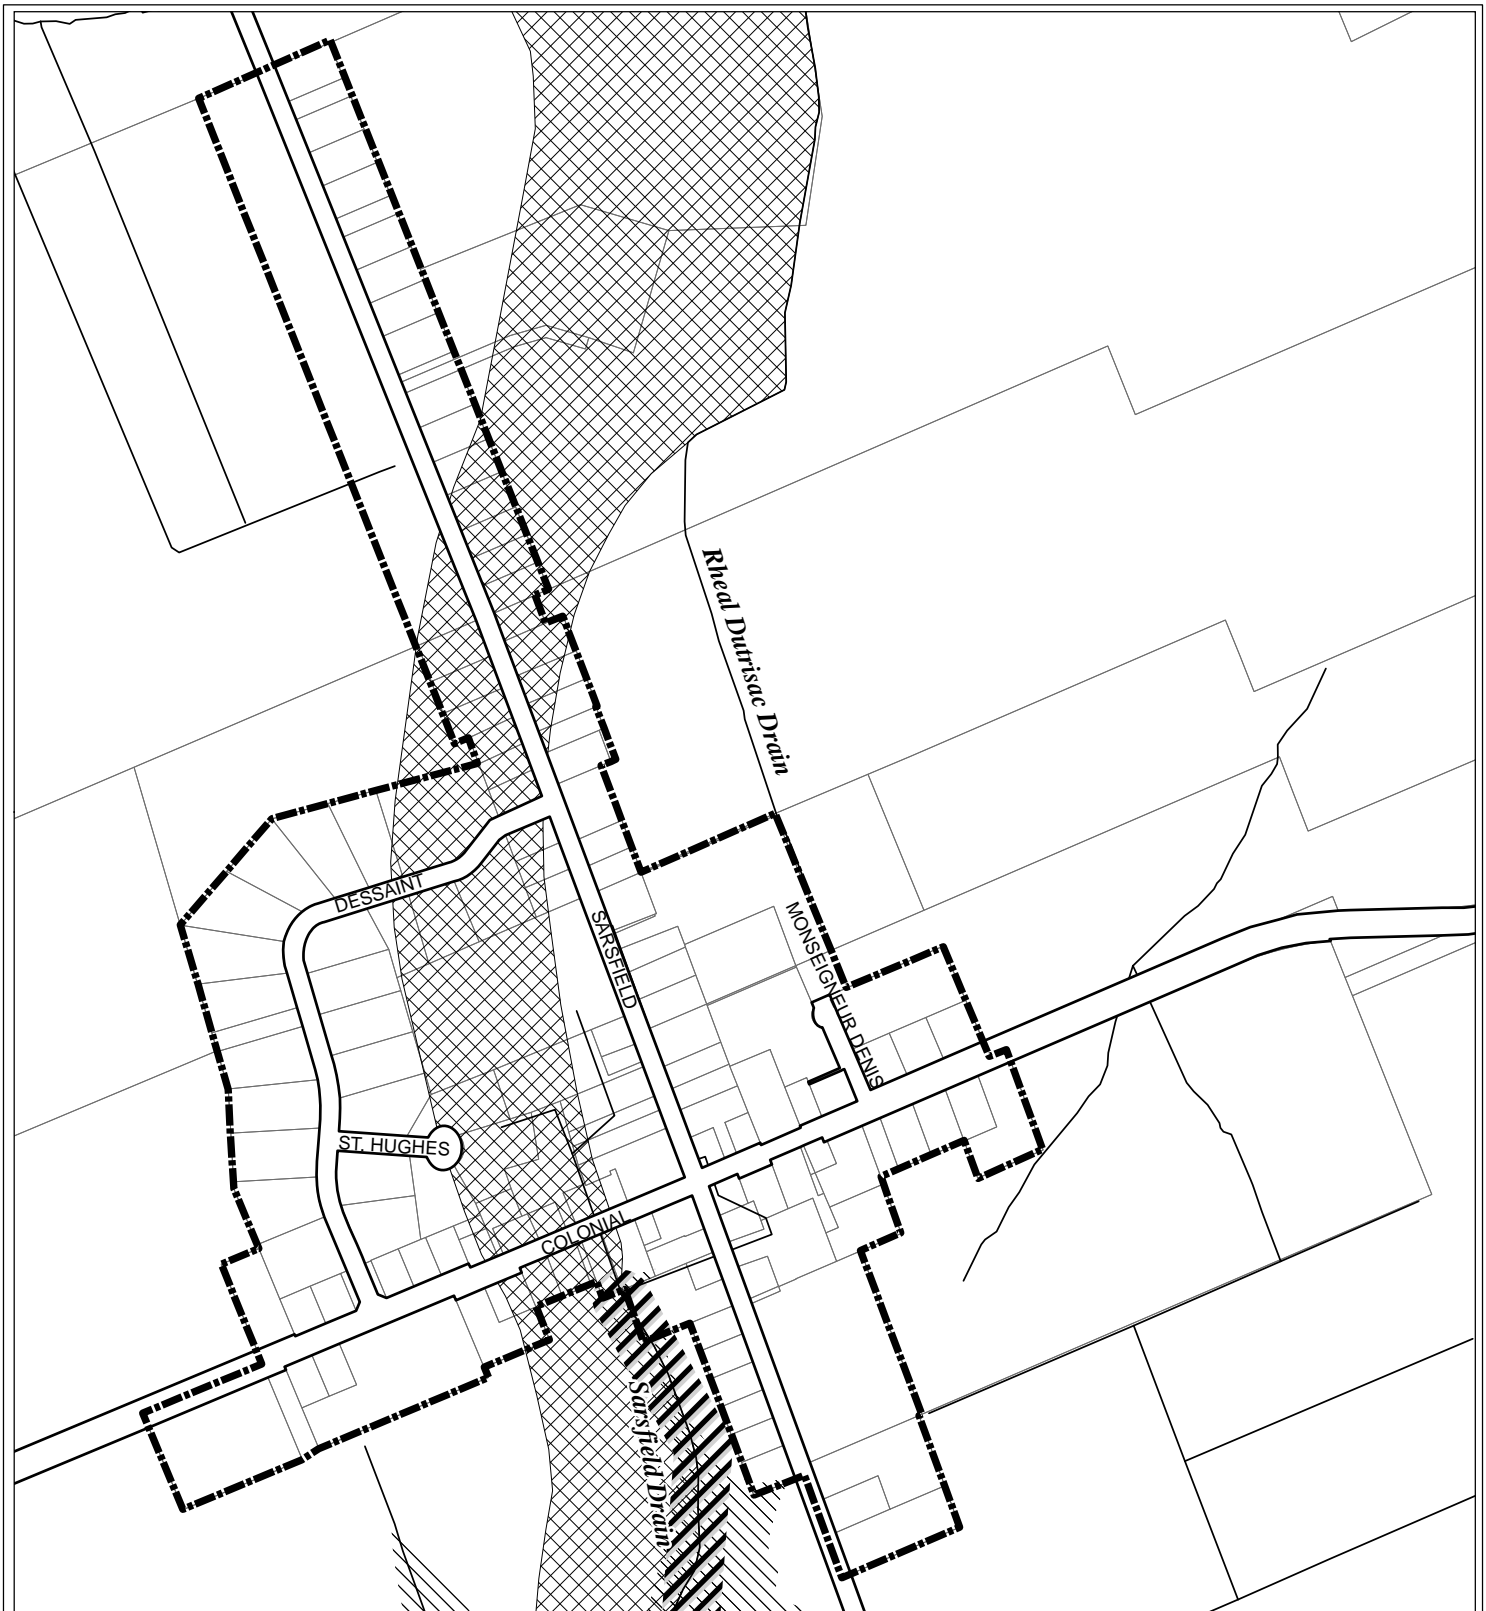 Rheal Dutrisac Drain
DESSAINT
SARSFIELD
MONSEIGNEUR DENIS
ST. HUGHES
COLONIAL
Sarsfield Drain